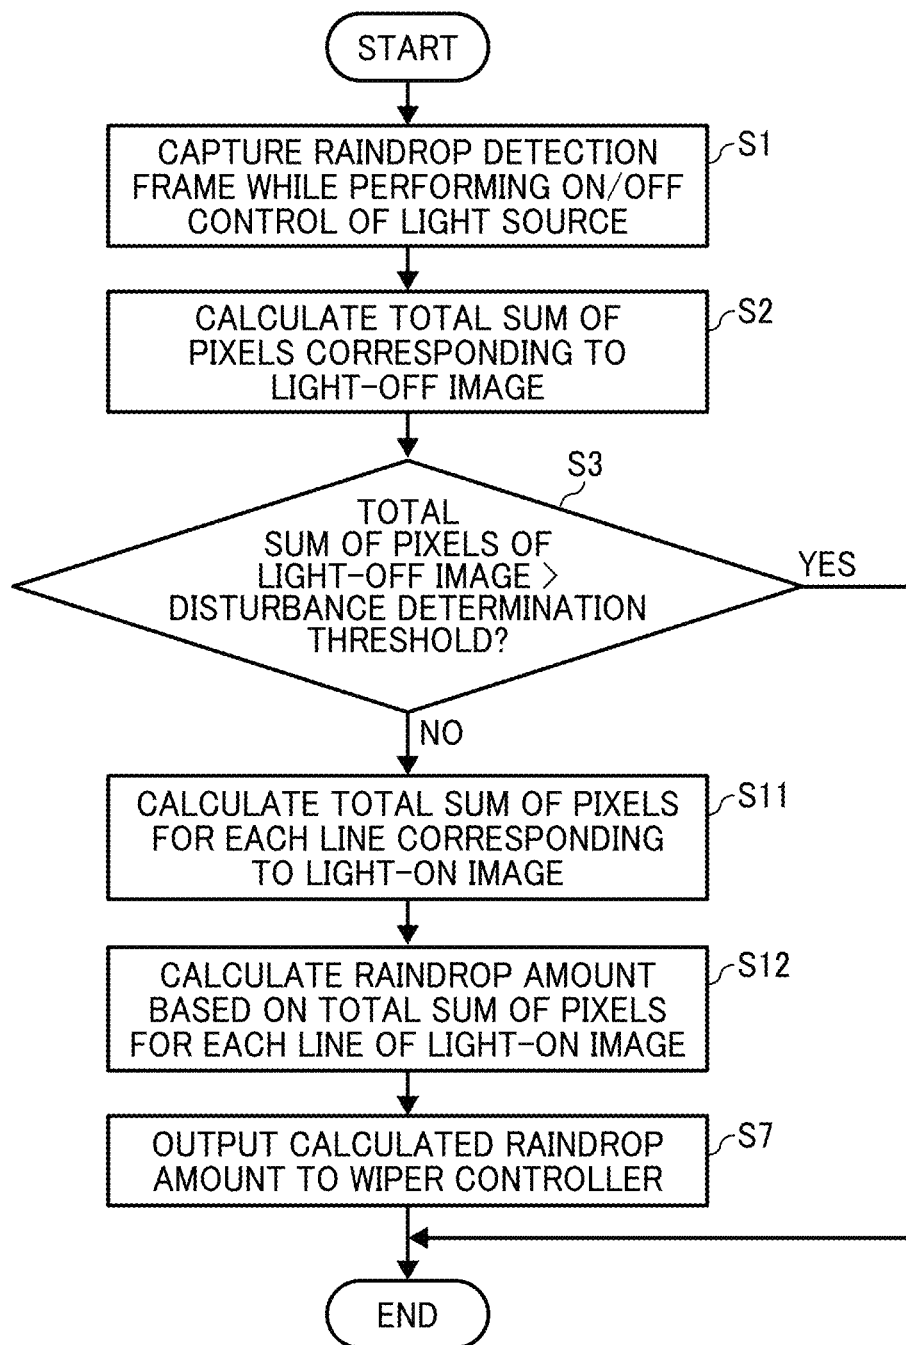 START
S1
CAPTURE RAINDROP DETECTION
FRAME WHILE PERFORMING ON/OFF
CONTROL OF LIGHT SOURCE
S2
CALCULATE TOTAL SUM OF
PIXELS CORRESPONDING TO
LIGHT-OFF IMAGE
S3
TOTAL
SUM OF PIXELS OF
LIGHT-OFF IMAGE >
DISTURBANCE DETERMINATION
THRESHOLD?
YES
NO
S11
CALCULATE TOTAL SUM OF PIXELS
FOR EACH LINE CORRESPONDING
TO LIGHT-ON IMAGE
S12
CALCULATE RAINDROP AMOUNT
BASED ON TOTAL SUM OF PIXELS
FOR EACH LINE OF LIGHT-ON IMAGE
S7
OUTPUT CALCULATED RAINDROP
AMOUNT TO WIPER CONTROLLER
END